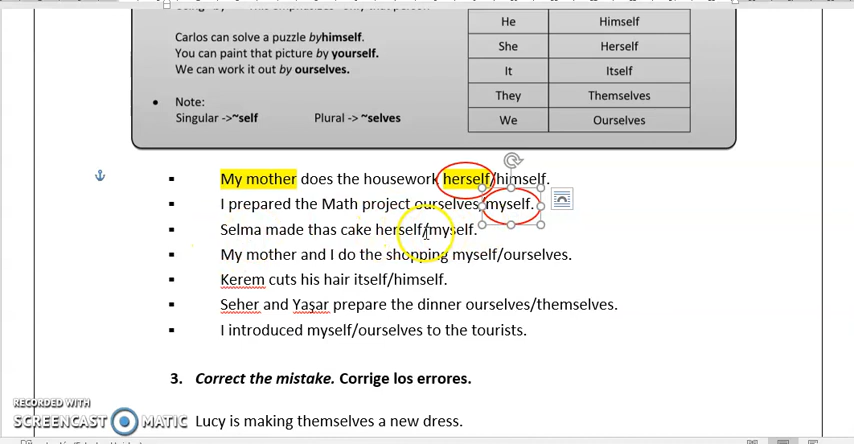 He Himself
Carlos can solve a puzzle byhimself.
She Herself
You can paint that picture by yourself.
We can work it out by ourselves.
It Itself
They Themselves
• Note:
Singular ->~self Plural -> ~selves
We Ourselves
▪ My mother does the housework herself/himself.
▪ I prepared the Math project ourselves/myself.
▪ Selma made thas cake herself/myself.
▪ My mother and I do the shopping myself/ourselves.
▪ Kerem cuts his hair itself/himself.
▪ Seher and Yaşar prepare the dinner ourselves/themselves.
▪ I introduced myself/ourselves to the tourists.
3. Correct the mistake. Corrige los errores.
RECORDED WITH
SCREENCAST MATIC
Lucy is making themselves a new dress.